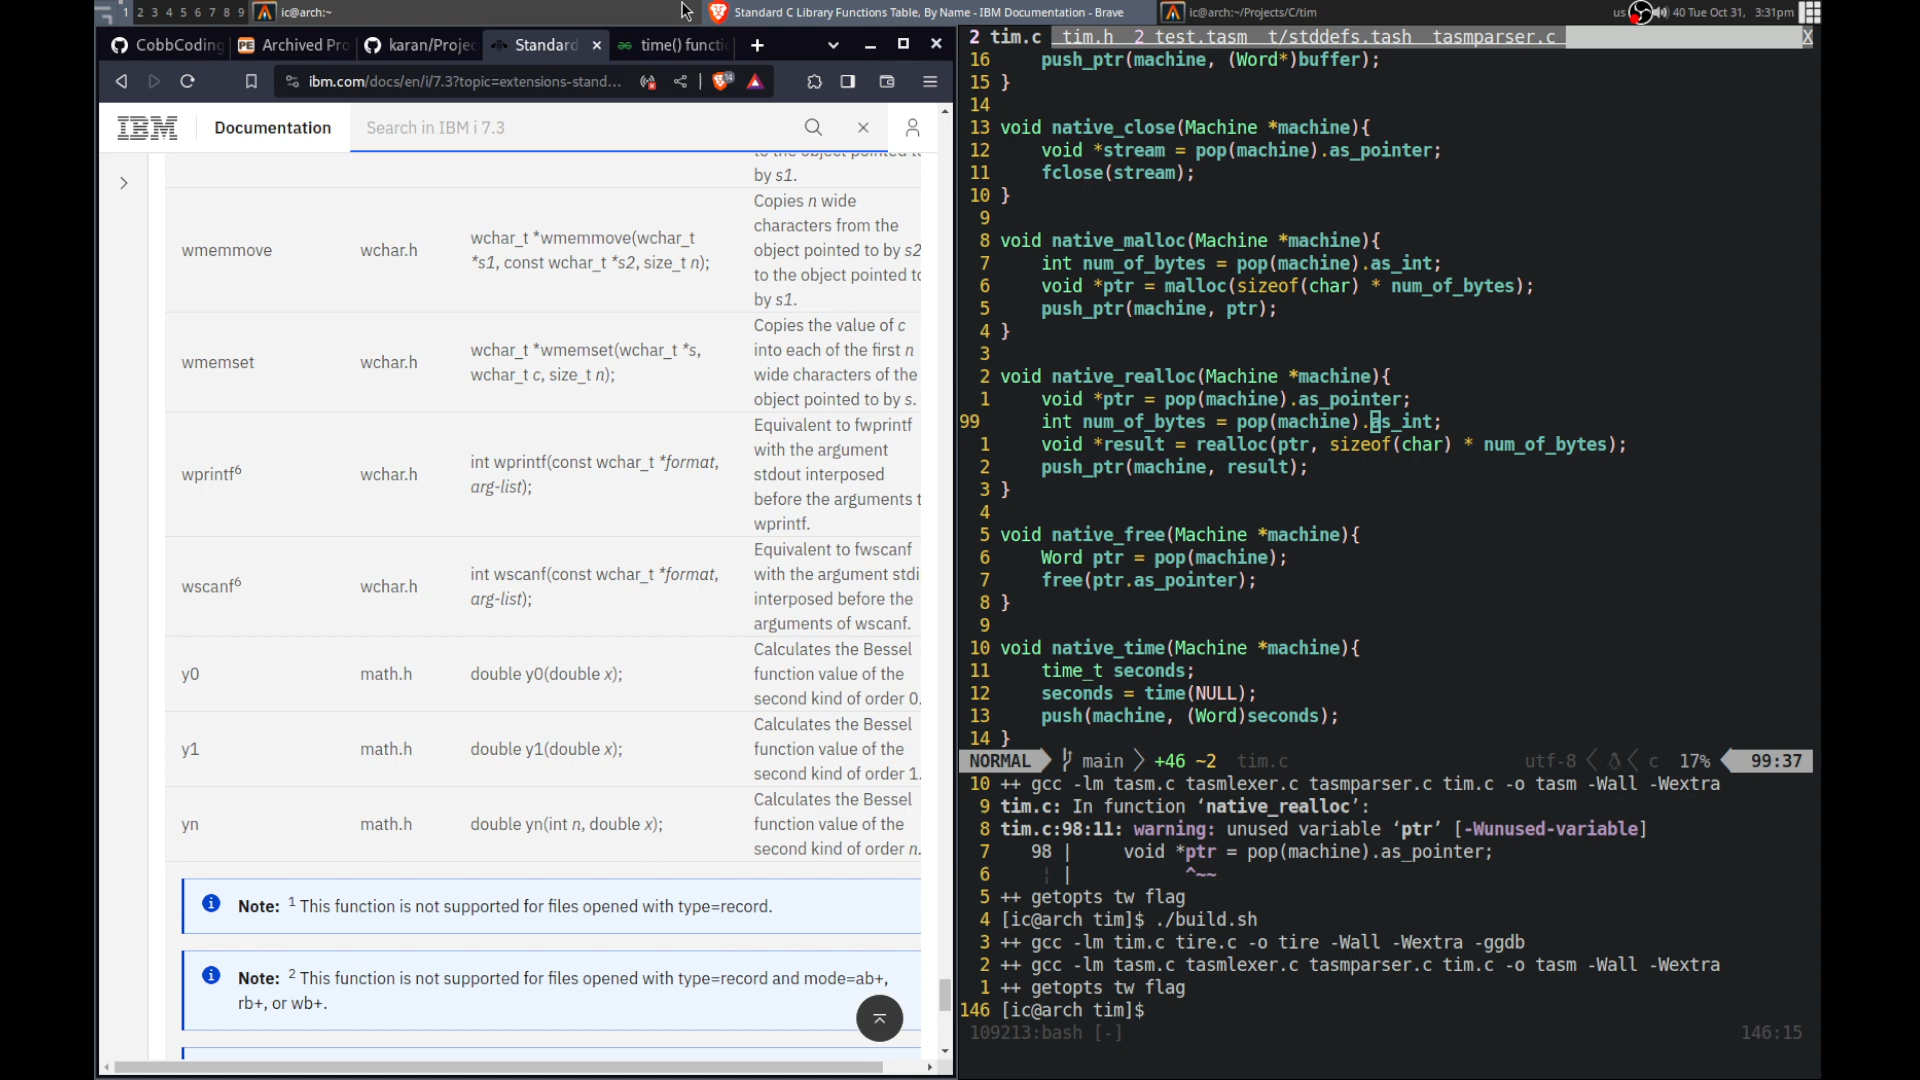 1 2 3 4 5 6 7 8 9 ic@arch:~ Standard C Library Functions Table, By Name - IBM Documentation - Brave ic@arch:~/Projects/C/tim us 40 Tue Oct 31, 3:31pm
CobbCoding Archived Pro karan/Projec Standard time() functi
ibm.com/docs/en/i/7.3?topic=extensions-stand... 14
IBM Documentation Search in IBM i 7.3
to the object pointed to
by s1.
wmemmove wchar.h wchar_t *wmemmove(wchar_t
*s1, const wchar_t *s2, size_t n);
Copies n wide
characters from the
object pointed to by s2
to the object pointed to
by s1.
wmemset wchar.h wchar_t *wmemset(wchar_t *s,
wchar_t c, size_t n);
Copies the value of c
into each of the first n
wide characters of the
object pointed to by s.
wprintf6 wchar.h int wprintf(const wchar_t *format,
arg-list);
Equivalent to fwprintf
with the argument
stdout interposed
before the arguments
wprintf.
wscanf6 wchar.h int wscanf(const wchar_t *format,
arg-list);
Equivalent to fwscanf
with the argument stdi
interposed before the
arguments of wscanf.
y0 math.h double y0(double x);
Calculates the Bessel
function value of the
second kind of order 0.
y1 math.h double y1(double x);
Calculates the Bessel
function value of the
second kind of order 1.
yn math.h double yn(int n, double x);
Calculates the Bessel
function value of the
second kind of order n.
Note: 1 This function is not supported for files opened with type=record.
Note: 2 This function is not supported for files opened with type=record and mode=ab+,
rb+, or wb+.
2 tim.c tim.h 2 test.tasm t/stddefs.tash tasmparser.c X
16 push_ptr(machine, (Word*)buffer);
15 }
14
13 void native_close(Machine *machine){
12 void *stream = pop(machine).as_pointer;
11 fclose(stream);
10 }
9
8 void native_malloc(Machine *machine){
7 int num_of_bytes = pop(machine).as_int;
6 void *ptr = malloc(sizeof(char) * num_of_bytes);
5 push_ptr(machine, ptr);
4 }
3
2 void native_realloc(Machine *machine){
1 void *ptr = pop(machine).as_pointer;
99 int num_of_bytes = pop(machine).as_int;
1 void *result = realloc(ptr, sizeof(char) * num_of_bytes);
2 push_ptr(machine, result);
3 }
4
5 void native_free(Machine *machine){
6 Word ptr = pop(machine);
7 free(ptr.as_pointer);
8 }
9
10 void native_time(Machine *machine){
11 time_t seconds;
12 seconds = time(NULL);
13 push(machine, (Word)seconds);
14 }
NORMAL main +46 ~2 tim.c utf-8 c 17% 99:37
10 ++ gcc -lm tasm.c tasmlexer.c tasmparser.c tim.c -o tasm -Wall -Wextra
9 tim.c: In function ‘native_realloc’:
8 tim.c:98:11: warning: unused variable ‘ptr’ [-Wunused-variable]
7 98 | void *ptr = pop(machine).as_pointer;
6 | ^~~
5 ++ getopts tw flag
4 [ic@arch tim]$ ./build.sh
3 ++ gcc -lm tim.c tire.c -o tire -Wall -Wextra -ggdb
2 ++ gcc -lm tasm.c tasmlexer.c tasmparser.c tim.c -o tasm -Wall -Wextra
1 ++ getopts tw flag
146 [ic@arch tim]$
109213:bash [-] 146:15